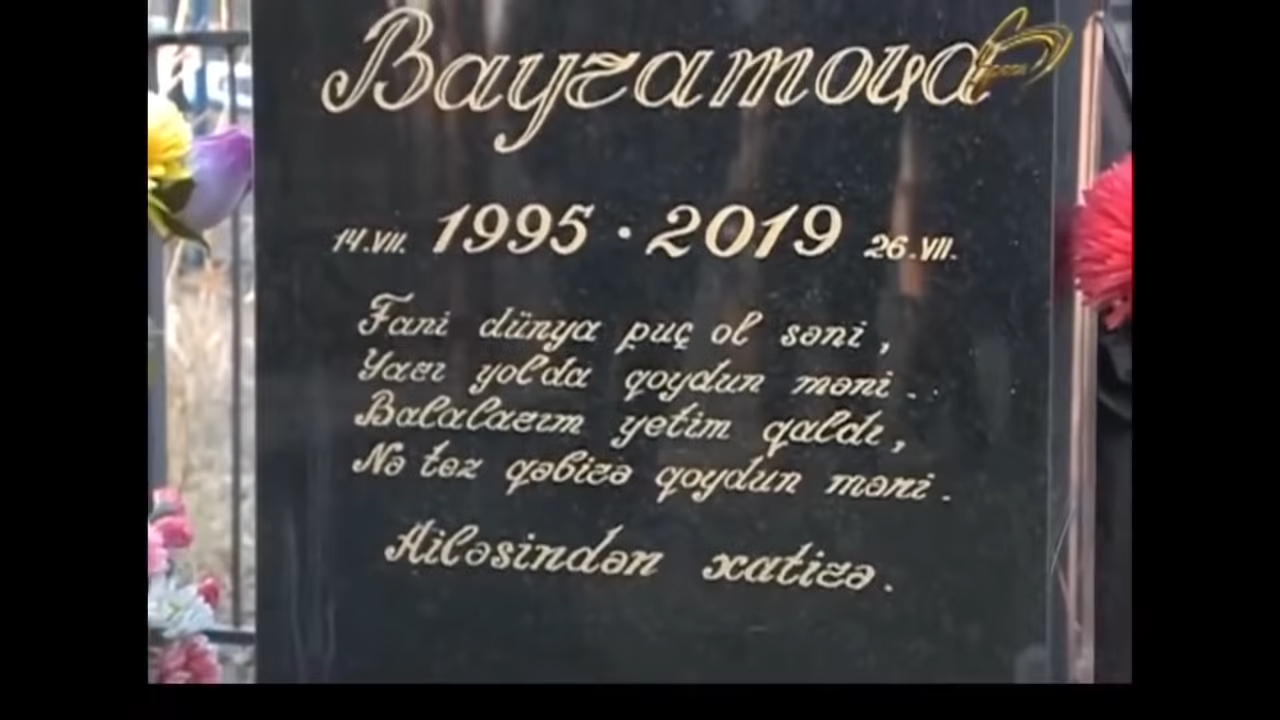 Bayramova
14.VII. 1995 · 2019 26.VII.
Fani dünya puç ol səni,
Yarı yolda qoydun məni..
Balalarım yetim qaldı,
Nə tez qəbirə qoydun məni.
Ailəsindən xatirə.